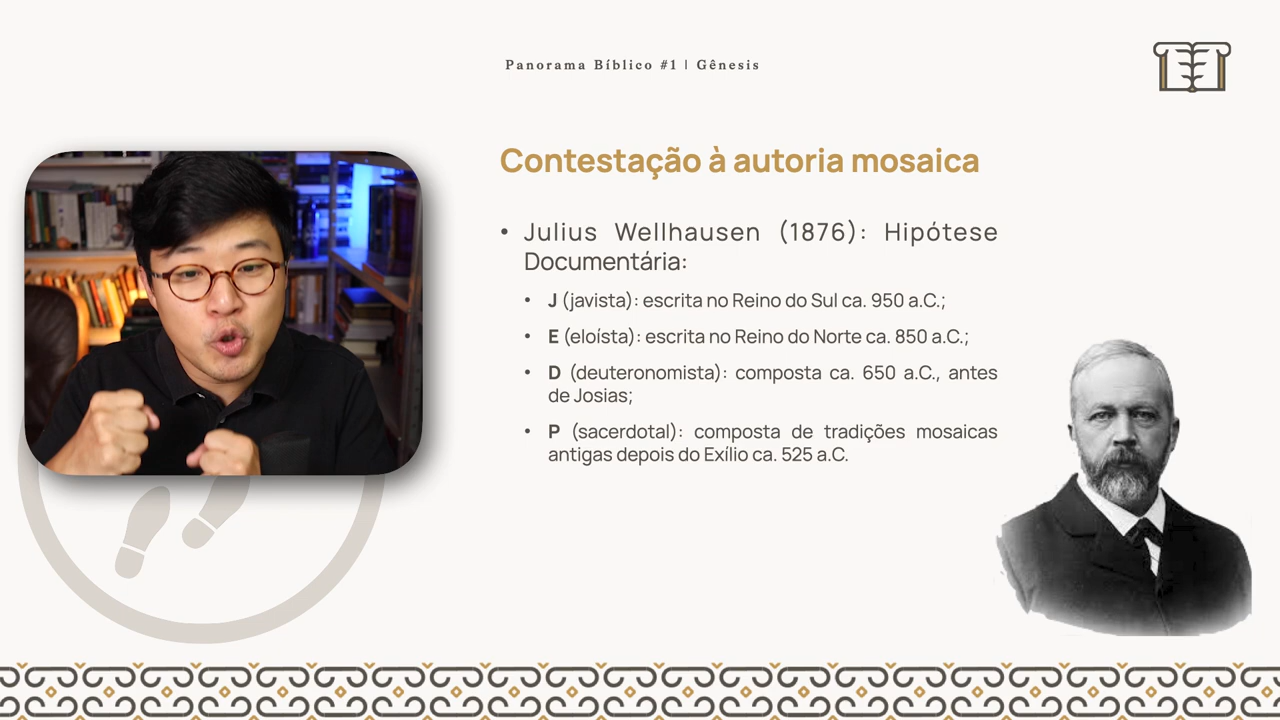 Panorama Bíblico #1 | Gênesis
Contestação à autoria mosaica
• Julius Wellhausen (1876): Hipótese
Documentária:
• J (javista): escrita no Reino do Sul ca. 950 a.C.;
• E (eloísta): escrita no Reino do Norte ca. 850 a.C.;
• D (deuteronomista): composta ca. 650 a.C., antes
de Josias;
• P (sacerdotal): composta de tradições mosaicas
antigas depois do Exílio ca. 525 a.C.